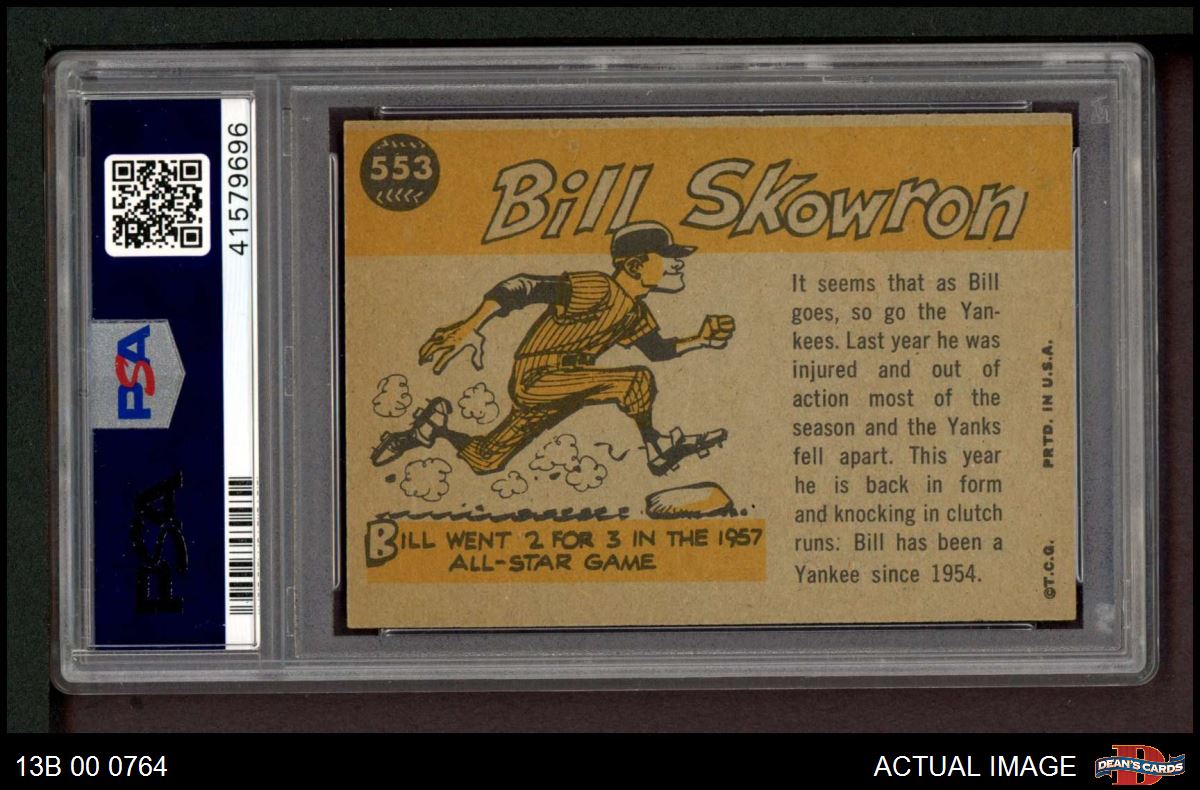 41579696
PSA
PSA
553
Bill Skowron
It seems that as Bill
goes, so go the Yan-
kees. Last year he was
injured and out of
action most of the
season and the Yanks
fell apart. This year
he is back in form
and knocking in clutch
runs. Bill has been a
Yankee since 1954.
BILL WENT 2 FOR 3 IN THE 1957
ALL-STAR GAME
©T.C.G. PRTD. IN U.S.A.
13B 00 0764
ACTUAL IMAGE
D
DEAN'S CARDS